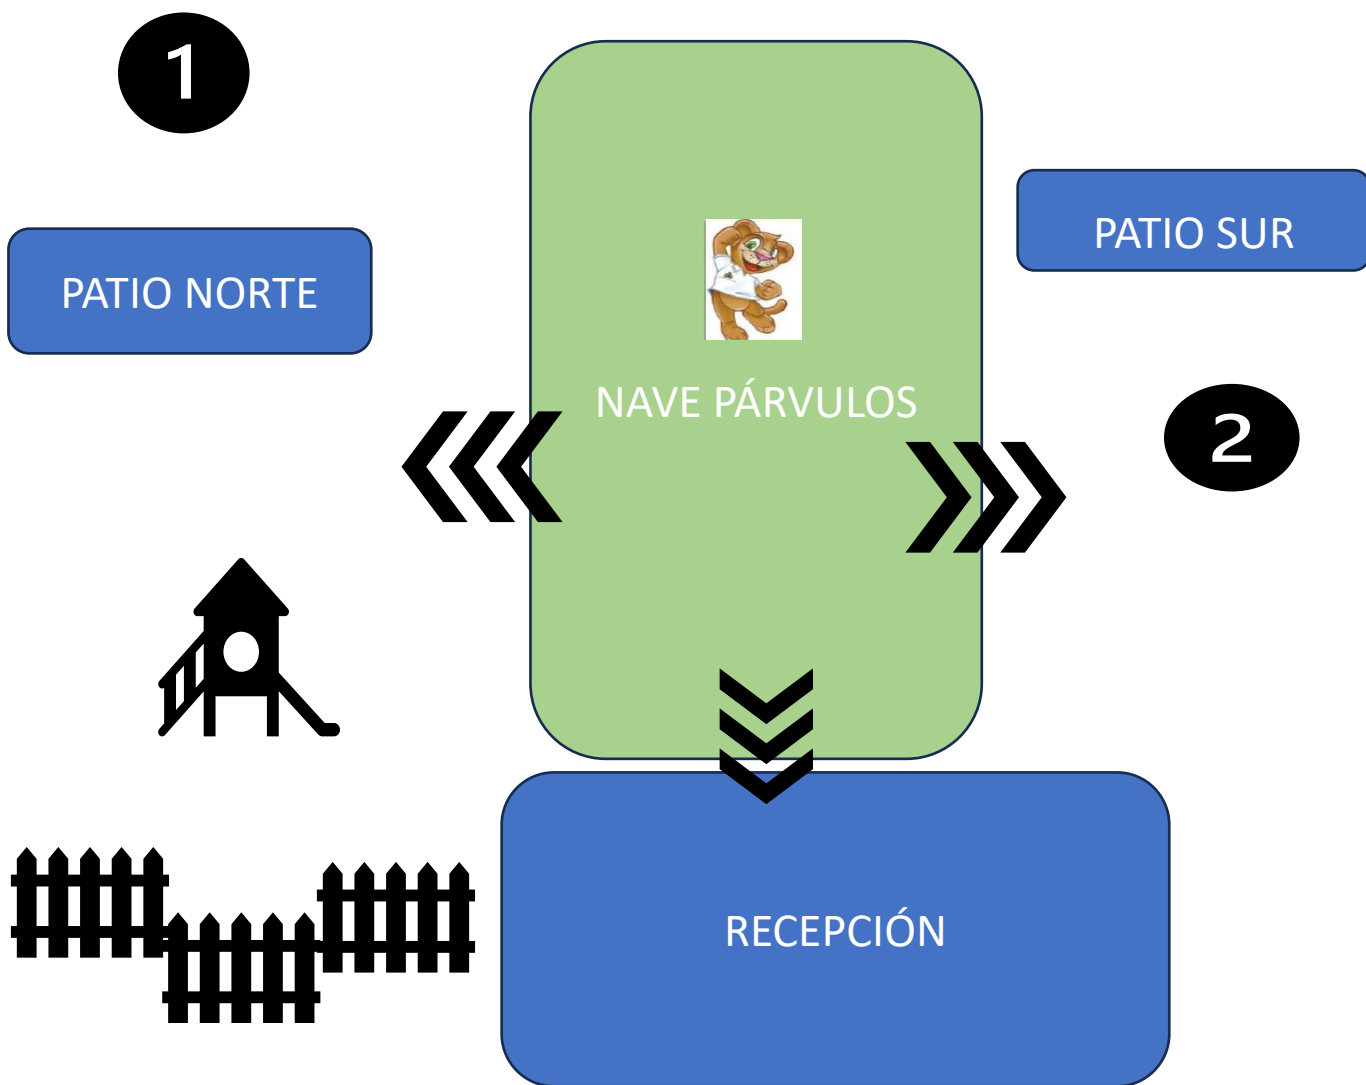 1
PATIO NORTE
NAVE PÁRVULOS
PATIO SUR
2
RECEPCIÓN